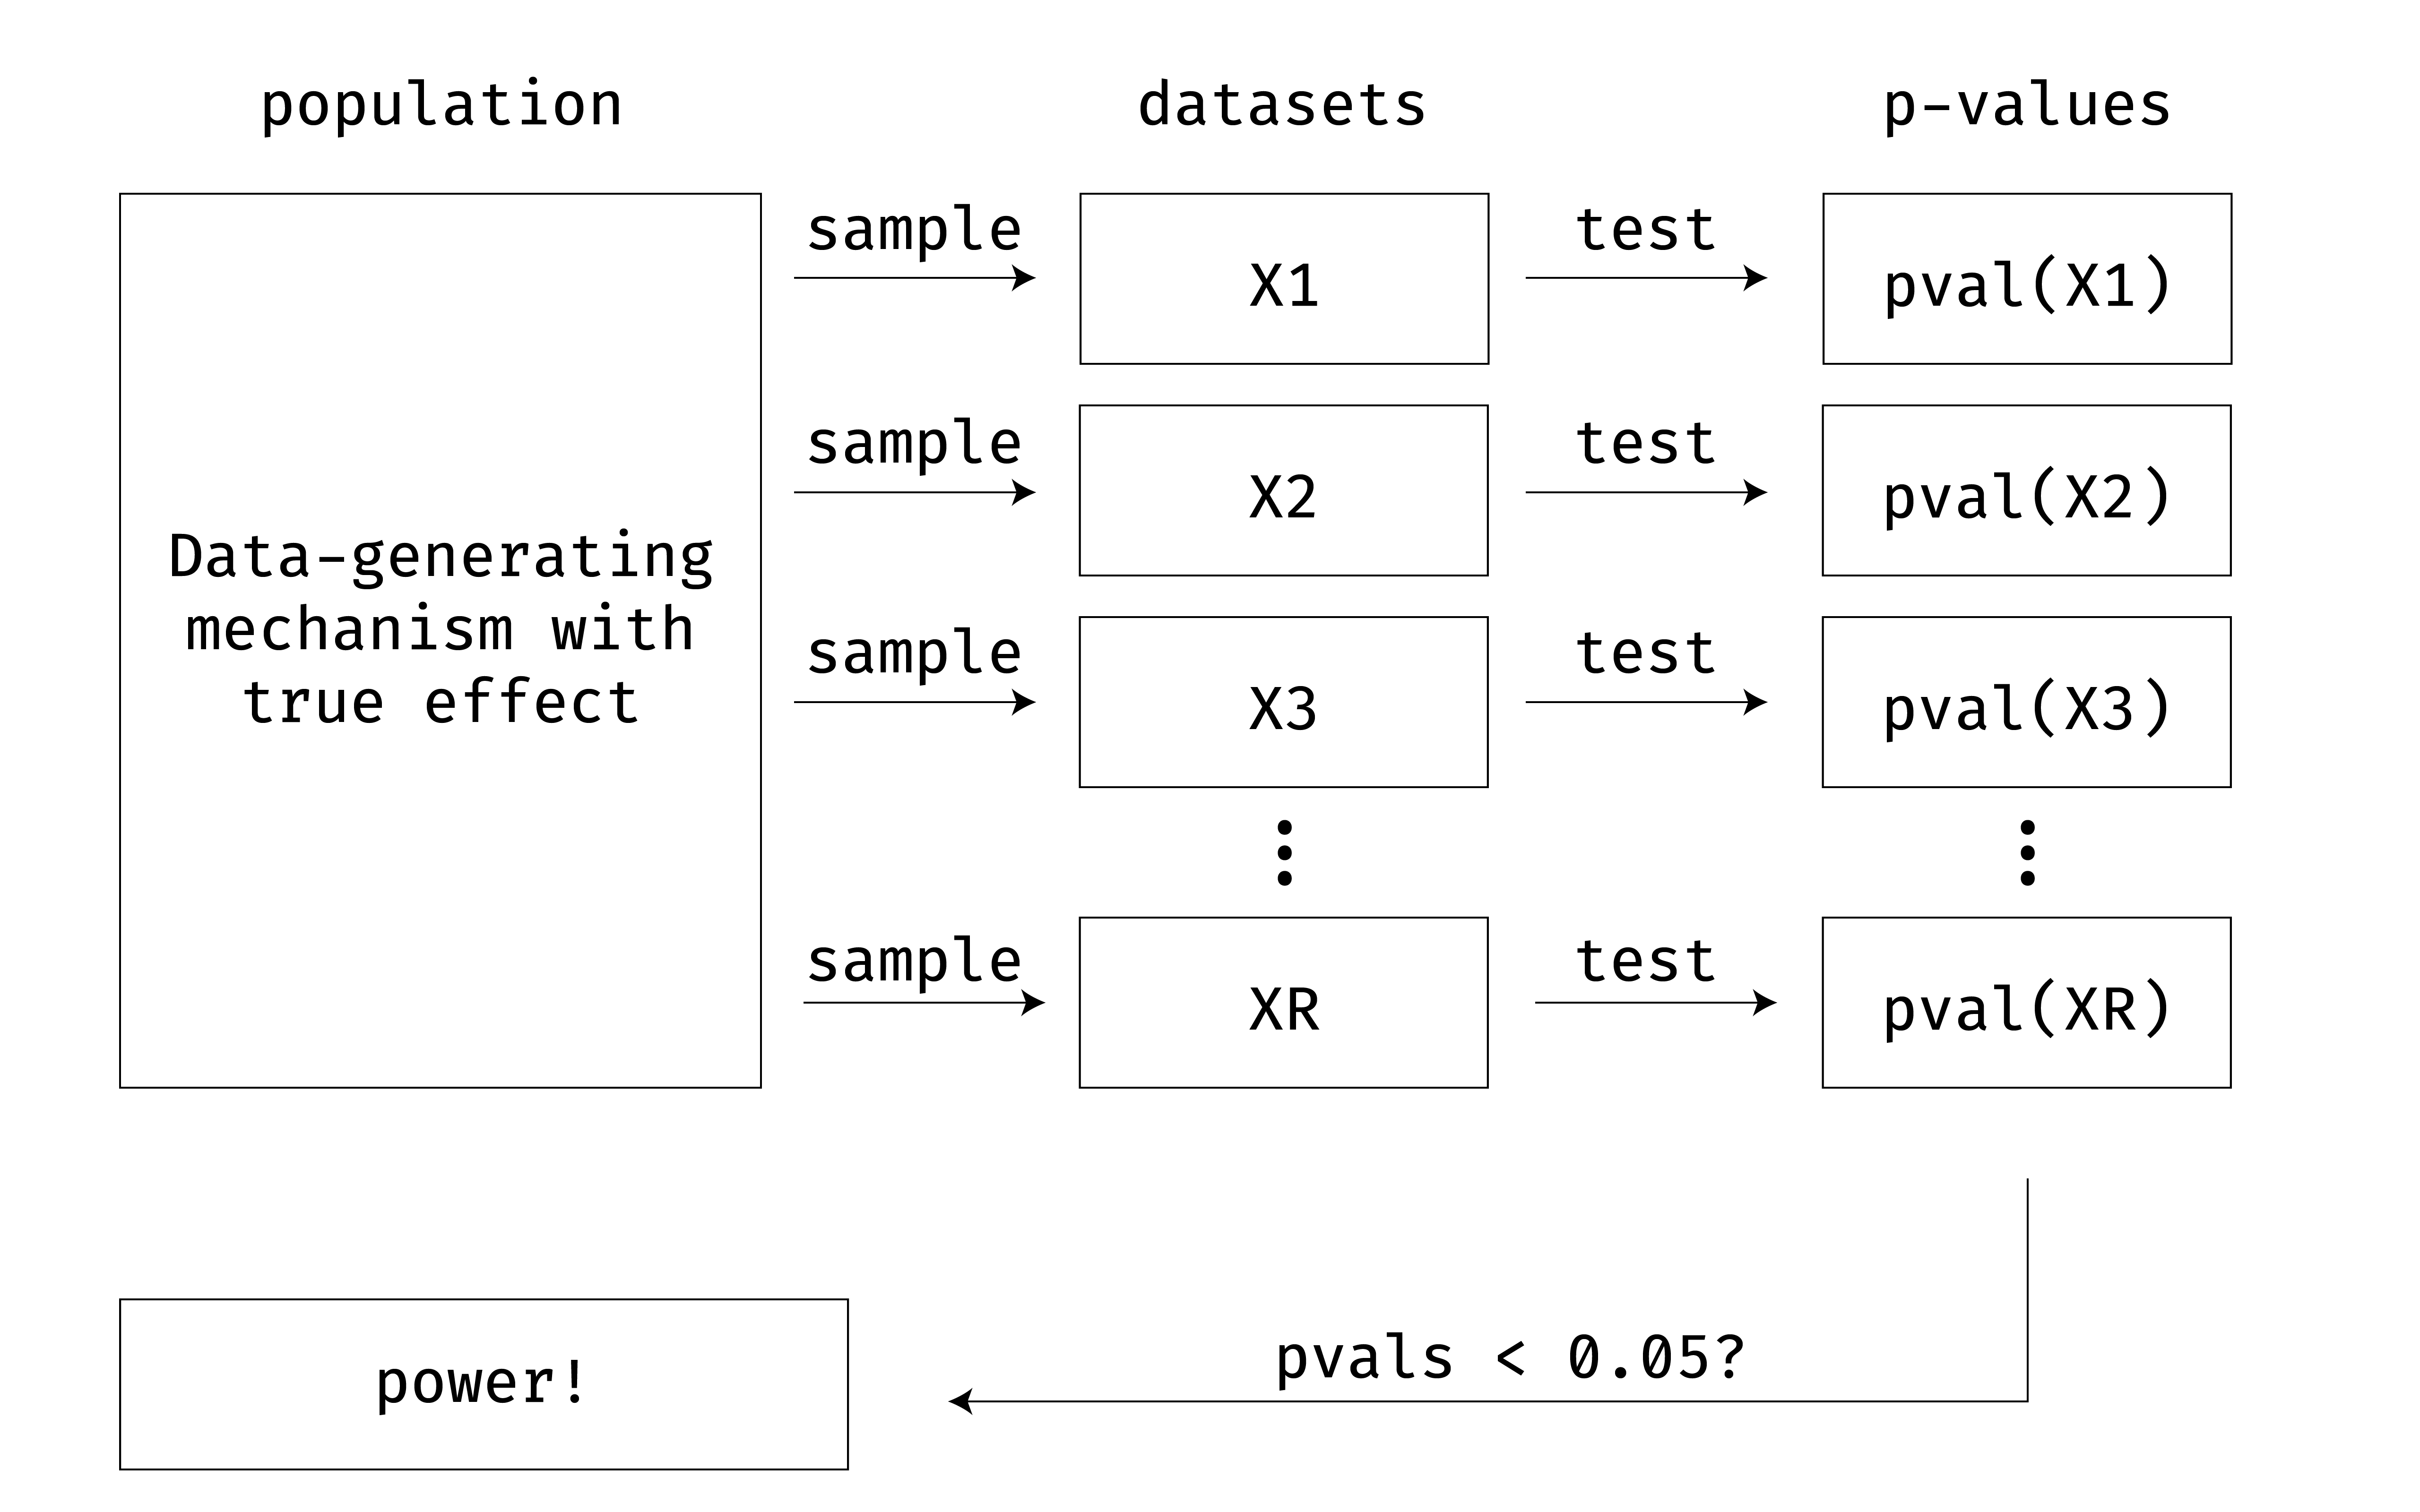 population
datasets
p-values
Data-generating
mechanism with
true effect
sample
X1
test
pval(X1)
sample
X2
test
pval(X2)
sample
X3
test
pval(X3)
sample
XR
test
pval(XR)
pvals < 0.05?
power!